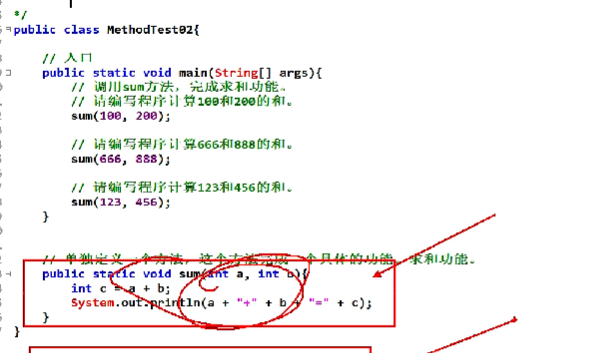 */
public class MethodTest02{
// 入口
public static void main(String[] args){
// 调用sum方法，完成求和功能。
// 请编写程序计算100和200的和。
sum(100, 200);
// 请编写程序计算666和888的和。
sum(666, 888);
// 请编写程序计算123和456的和。
sum(123, 456);
}
// 单独定义一个方法，这个方法完成一个具体的功能，求和功能。
public static void sum(int a, int b){
int c = a + b;
System.out.println(a + "+" + b + "=" + c);
}
}